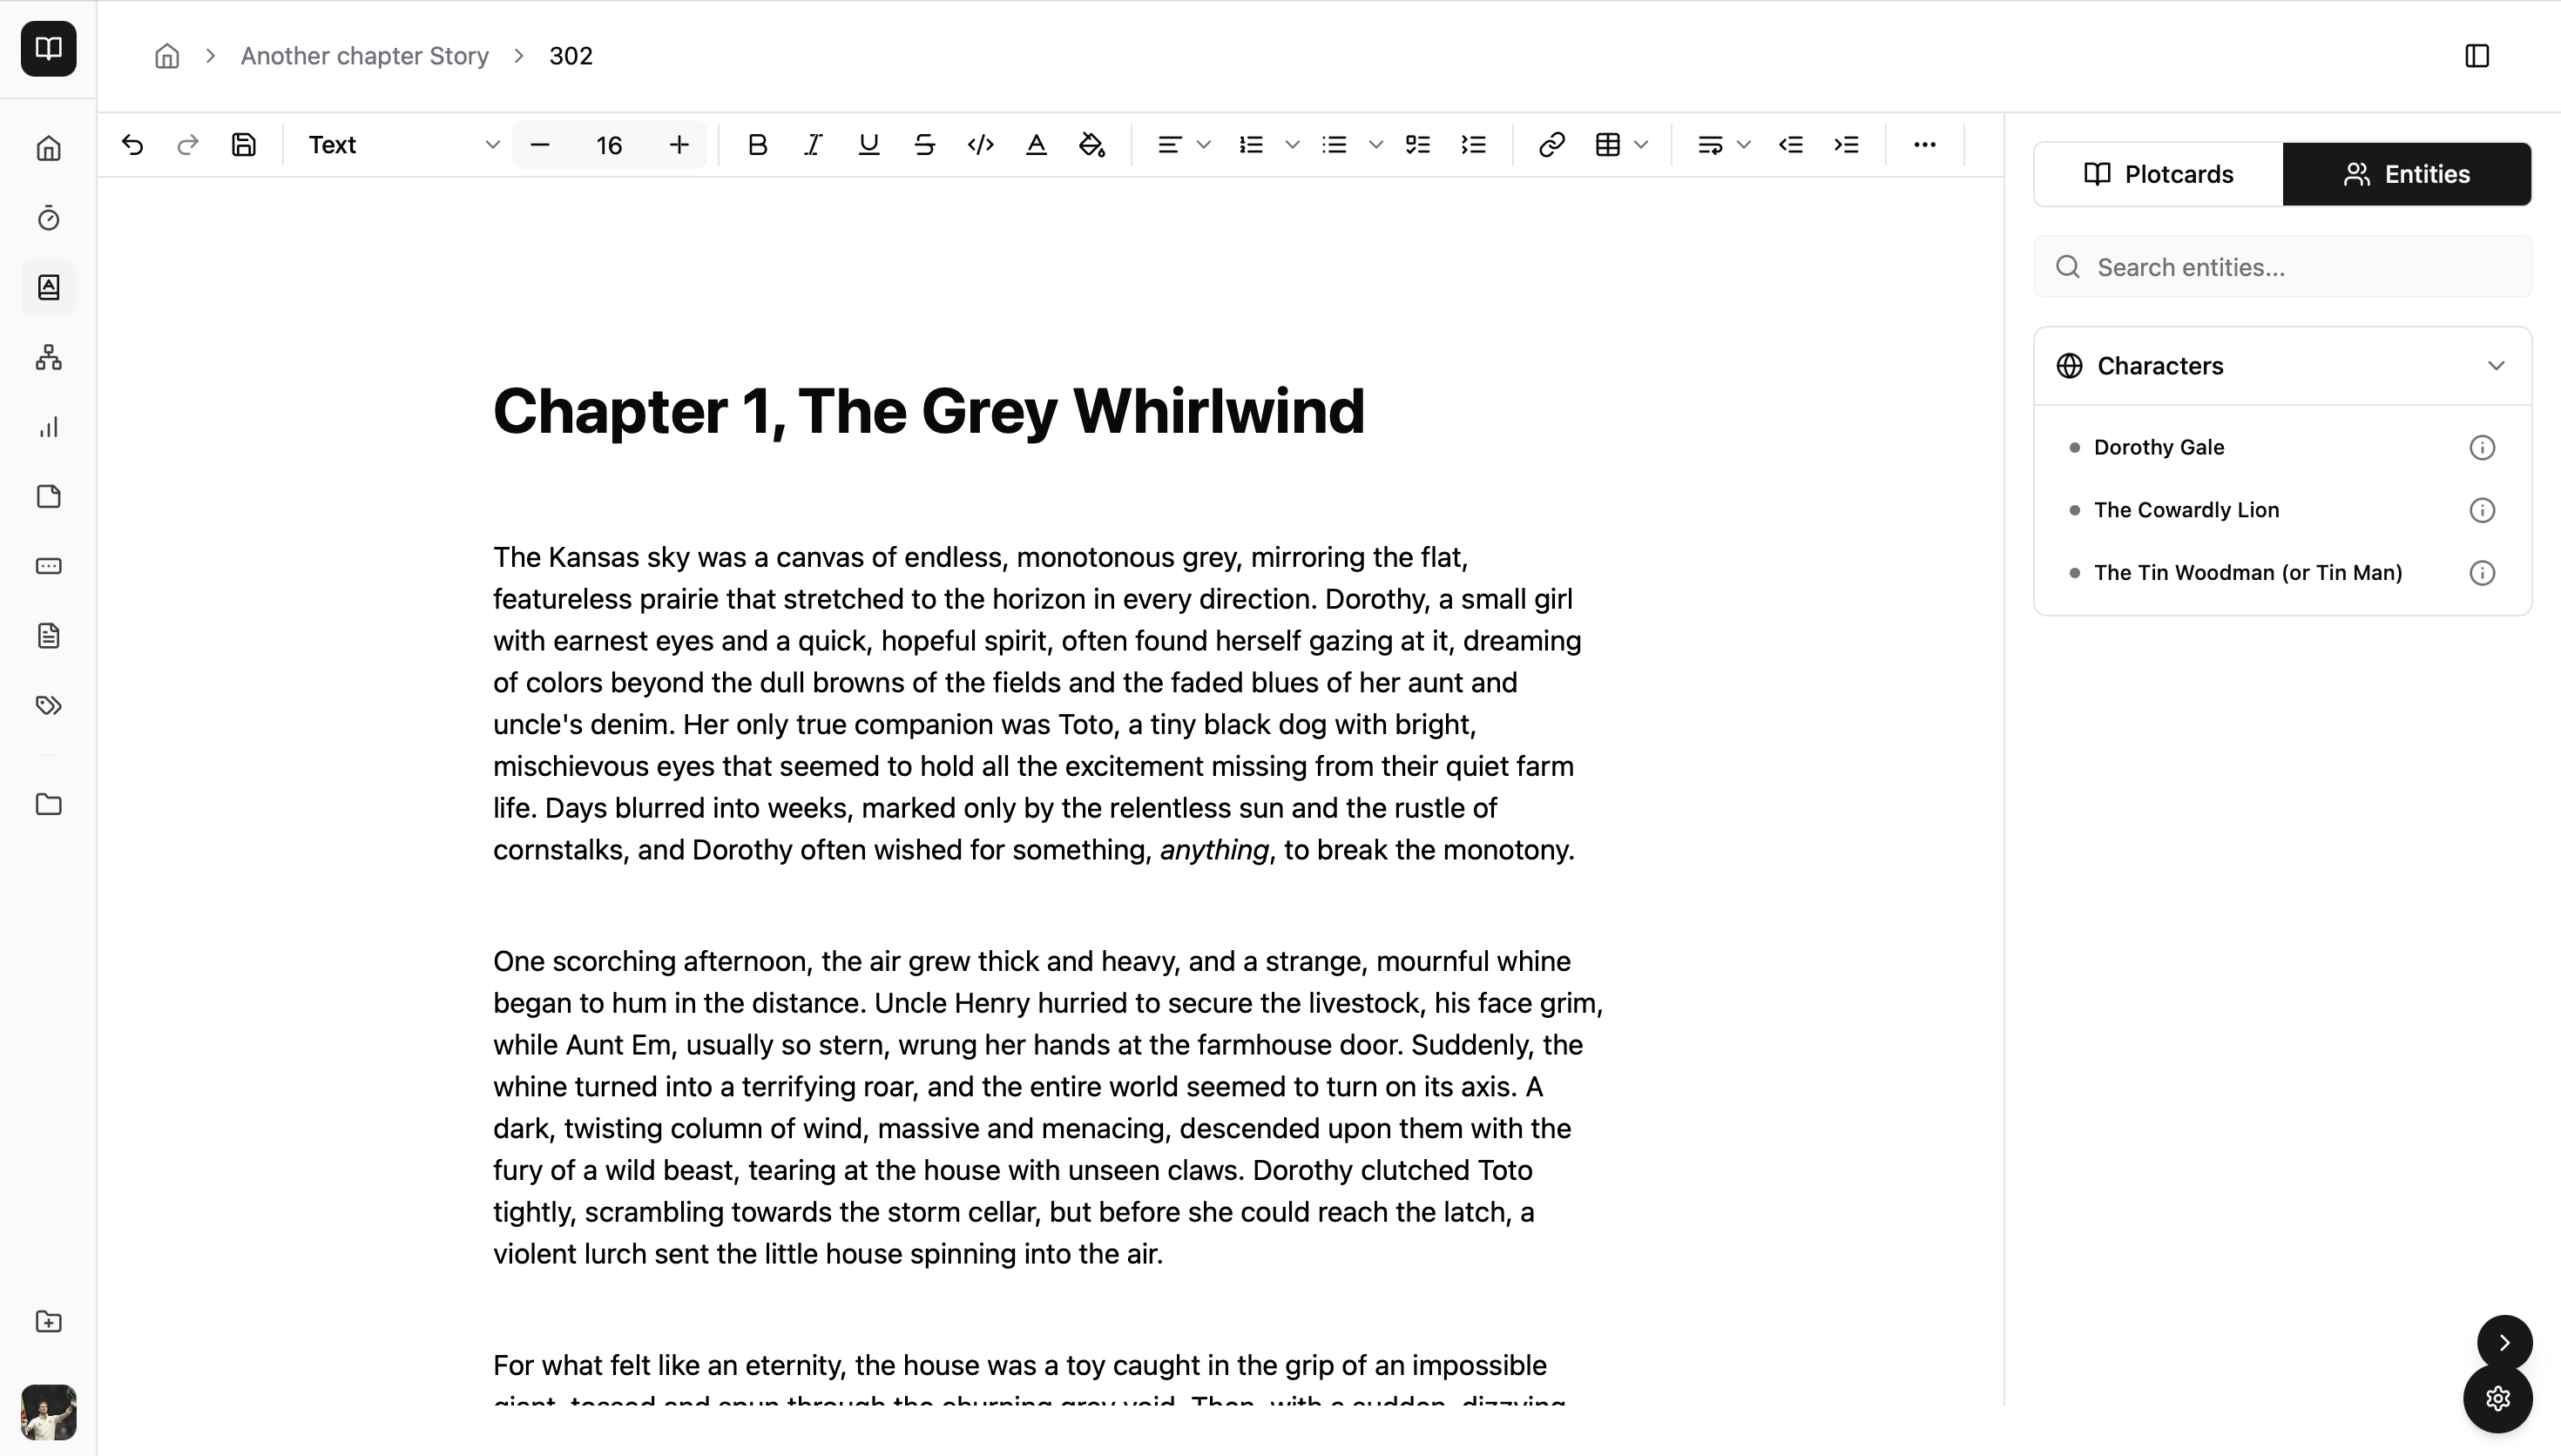 Another chapter Story
302
Text
16
Plotcards
Entities
Search entities...
Characters
Dorothy Gale
The Cowardly Lion
The Tin Woodman (or Tin Man)
Chapter 1, The Grey Whirlwind
The Kansas sky was a canvas of endless, monotonous grey, mirroring the flat,
featureless prairie that stretched to the horizon in every direction. Dorothy, a small girl
with earnest eyes and a quick, hopeful spirit, often found herself gazing at it, dreaming
of colors beyond the dull browns of the fields and the faded blues of her aunt and
uncle's denim. Her only true companion was Toto, a tiny black dog with bright,
mischievous eyes that seemed to hold all the excitement missing from their quiet farm
life. Days blurred into weeks, marked only by the relentless sun and the rustle of
cornstalks, and Dorothy often wished for something, anything, to break the monotony.
One scorching afternoon, the air grew thick and heavy, and a strange, mournful whine
began to hum in the distance. Uncle Henry hurried to secure the livestock, his face grim,
while Aunt Em, usually so stern, wrung her hands at the farmhouse door. Suddenly, the
whine turned into a terrifying roar, and the entire world seemed to turn on its axis. A
dark, twisting column of wind, massive and menacing, descended upon them with the
fury of a wild beast, tearing at the house with unseen claws. Dorothy clutched Toto
tightly, scrambling towards the storm cellar, but before she could reach the latch, a
violent lurch sent the little house spinning into the air.
For what felt like an eternity, the house was a toy caught in the grip of an impossible
giant, tossed and spun through the churning grey void. Then, with a sudden, dizzying